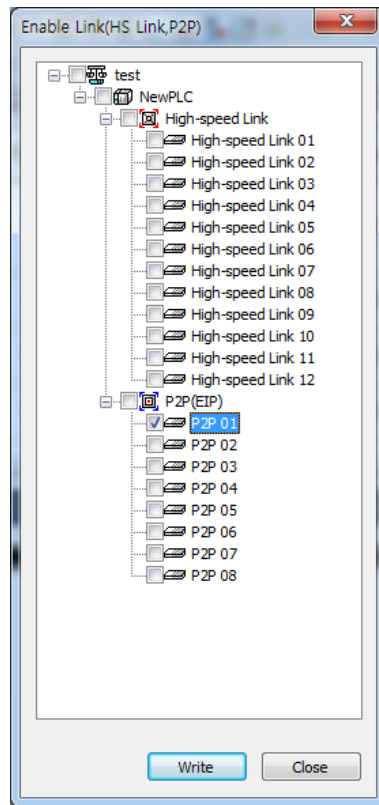 Enable Link(HS Link,P2P)
test
NewPLC
High-speed Link
High-speed Link 01
High-speed Link 02
High-speed Link 03
High-speed Link 04
High-speed Link 05
High-speed Link 06
High-speed Link 07
High-speed Link 08
High-speed Link 09
High-speed Link 10
High-speed Link 11
High-speed Link 12
P2P(EIP)
P2P 01
P2P 02
P2P 03
P2P 04
P2P 05
P2P 06
P2P 07
P2P 08
Write Close